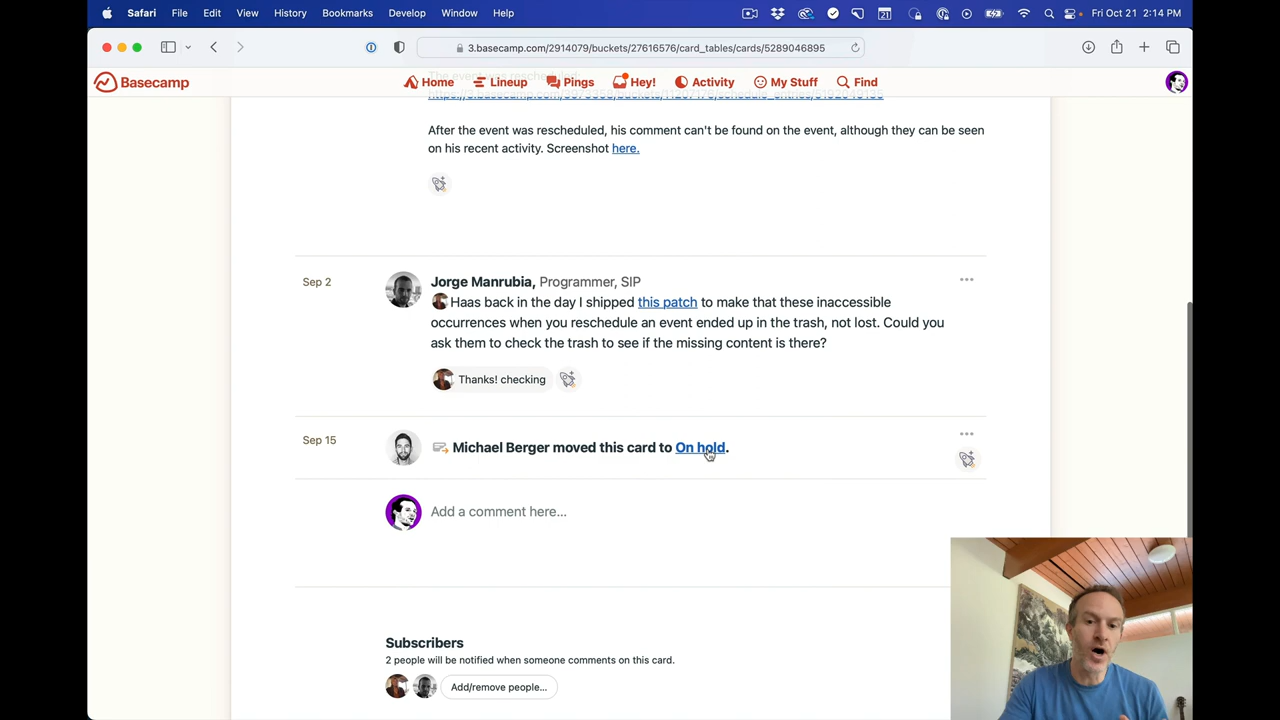 Safari File Edit View History Bookmarks Develop Window Help
21
Fri Oct 21 2:14 PM
3.basecamp.com/2914079/buckets/27616576/card_tables/cards/5289046895
Basecamp
Home Lineup Pings Hey! Activity My Stuff Find
The event was rescheduled:
After the event was rescheduled, his comment can't be found on the event, although they can be seen
on his recent activity. Screenshot here.
Sep 2
Jorge Manrubia, Programmer, SIP
Haas back in the day I shipped this patch to make that these inaccessible
occurrences when you reschedule an event ended up in the trash, not lost. Could you
ask them to check the trash to see if the missing content is there?
Thanks! checking
Sep 15
Michael Berger moved this card to On hold.
Add a comment here...
Subscribers
2 people will be notified when someone comments on this card.
Add/remove people...